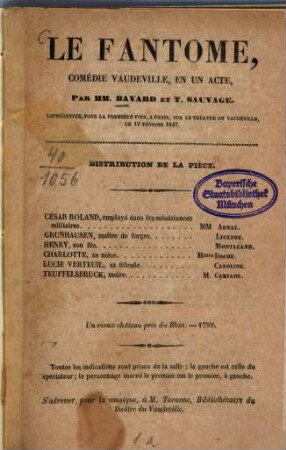 LE FANTOME,
COMÉDIE VAUDEVILLE, EN UN ACTE,
PAR MM. BAYARD ET T. SAUVAGE.
REPRÉSENTÉE, POUR LA PREMIÈRE FOIS, A PARIS, SUR LE THÉATRE DU VAUDEVILLE,
LE 19 FÉVRIER 1847.
40
1056
Bayerische
Staatsbibliothek
München
DISTRIBUTION DE LA PIÈCE.
CÉSAR ROLAND, employé dans les subsistances
militaires. MM ARNAL.
GRUNHAUSEN, maître de forges. LECLERE.
HENRY, son fils. MONTALAND.
CHARLOTTE, sa nièce. Mmes DOCHE.
LUCIE VERTEUIL, sa filleule. CAROLINE.
TRUFFELSBRUCK, maire. M. CAMIADE.
Un vieux château près du Rhin. — 1799.
Toutes les indications sont prises de la salle ; la gauche est celle du
spectateur ; le personnage inscrit le premier est le premier, à gauche.
S'adresser, pour la musique, à M. Taranne, Bibliothécaire du
théâtre du Vaudeville.
1a